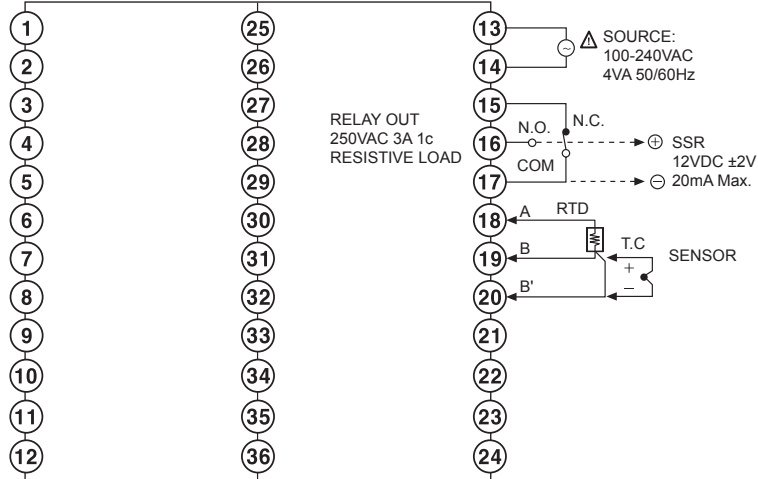 1 25 13
2 26 14
3 27 15
4 28 16
5 29 17
6 30 18
7 31 19
8 32 20
9 33 21
10 34 22
11 35 23
12 36 24
SOURCE:
100-240VAC
4VA 50/60Hz
RELAY OUT
250VAC 3A 1c
RESISTIVE LOAD
N.O.
N.C.
COM
SSR
12VDC ±2V
20mA Max.
A RTD
B
B'
T.C
+
−
SENSOR